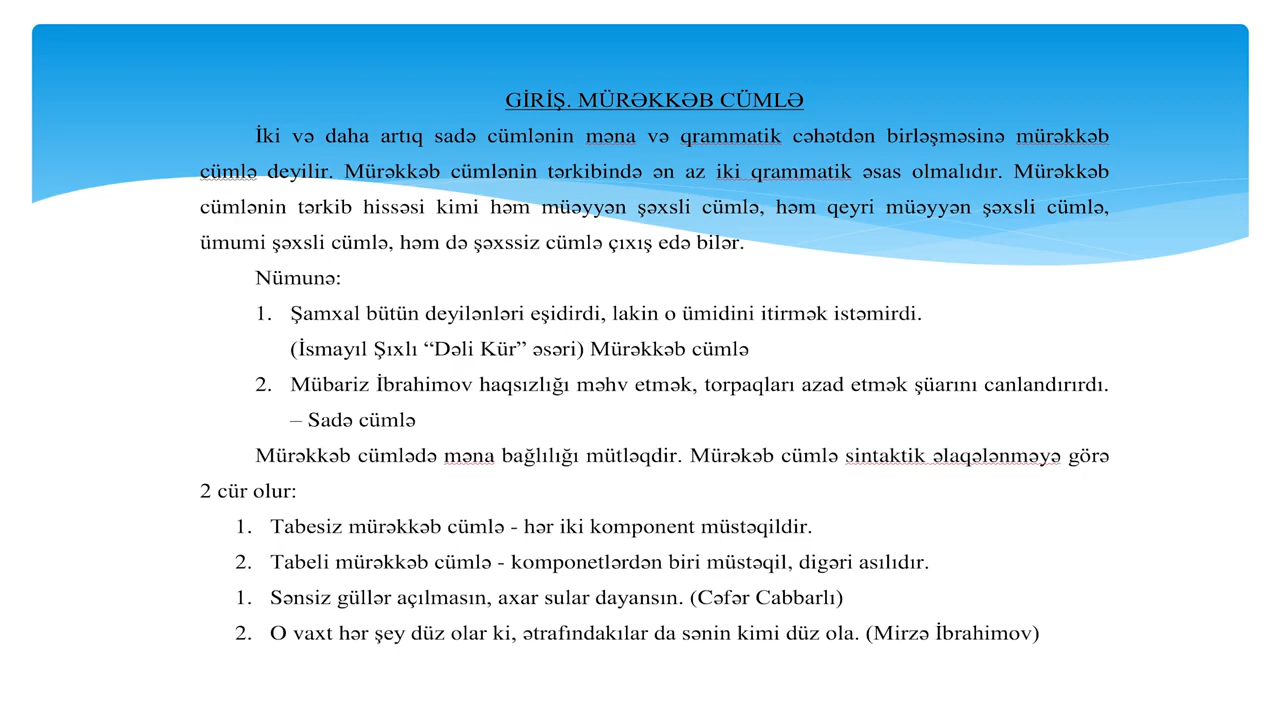 GİRİŞ. MÜRƏKKƏB CÜMLƏ
İki və daha artıq sadə cümlənin məna və qrammatik cəhətdən birləşməsinə mürəkkəb
cümlə deyilir. Mürəkkəb cümlənin tərkibində ən az iki qrammatik əsas olmalıdır. Mürəkkəb
cümlənin tərkib hissəsi kimi həm müəyyən şəxsli cümlə, həm qeyri müəyyən şəxsli cümlə,
ümumi şəxsli cümlə, həm də şəxssiz cümlə çıxış edə bilər.
Nümunə:
1. Şamxal bütün deyilənləri eşidirdi, lakin o ümidini itirmək istəmirdi.
(İsmayıl Şıxlı “Dəli Kür” əsəri) Mürəkkəb cümlə
2. Mübariz İbrahimov haqsızlığı məhv etmək, torpaqları azad etmək şüarını canlandırırdı.
– Sadə cümlə
Mürəkkəb cümlədə məna bağlılığı mütləqdir. Mürəkəb cümlə sintaktik əlaqələnməyə görə
2 cür olur:
1. Tabesiz mürəkkəb cümlə - hər iki komponent müstəqildir.
2. Tabeli mürəkkəb cümlə - komponetlərdən biri müstəqil, digəri asılıdır.
1. Sənsiz güllər açılmasın, axar sular dayansın. (Cəfər Cabbarlı)
2. O vaxt hər şey düz olar ki, ətrafındakılar da sənin kimi düz ola. (Mirzə İbrahimov)